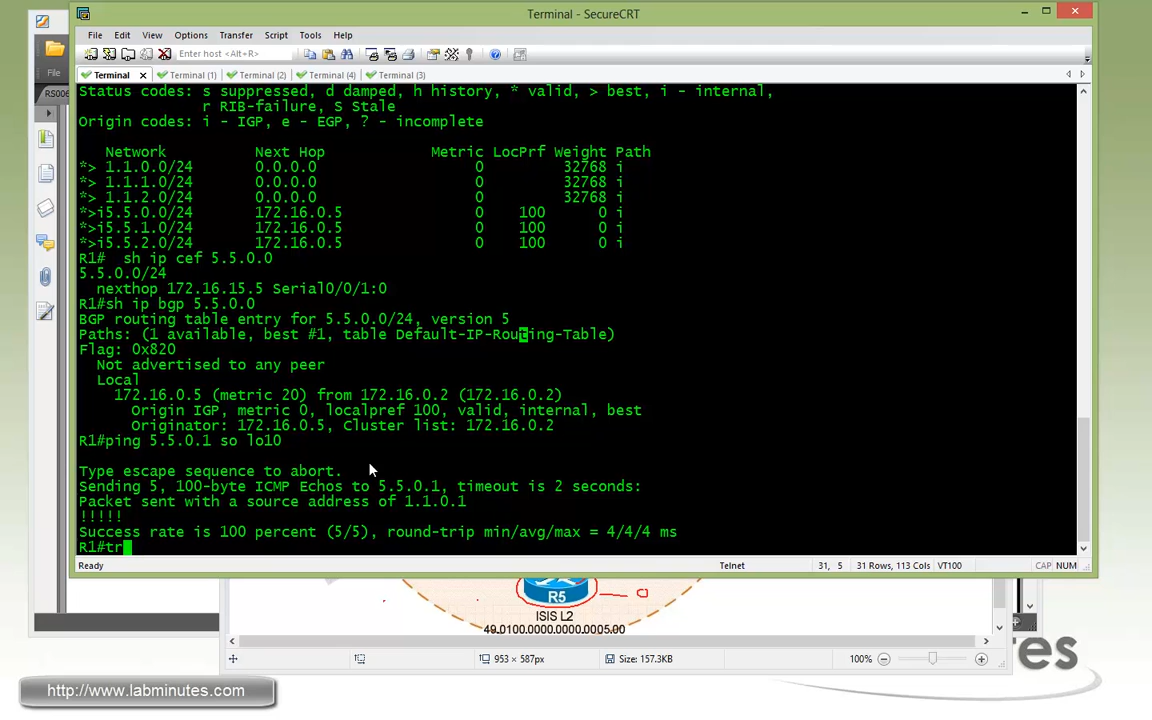 Terminal - SecureCRT
File Edit View Options Transfer Script Tools Help
Enter host <Alt+R>
File
Terminal Terminal (1) Terminal (2) Terminal (4) Terminal (3)
RS006
Status codes: s suppressed, d damped, h history, * valid, > best, i - internal,
r RIB-failure, S Stale
Origin codes: i - IGP, e - EGP, ? - incomplete
Network Next Hop Metric LocPrf Weight Path
*> 1.1.0.0/24 0.0.0.0 0 32768 i
*> 1.1.1.0/24 0.0.0.0 0 32768 i
*> 1.1.2.0/24 0.0.0.0 0 32768 i
*>i5.5.0.0/24 172.16.0.5 0 100 0 i
*>i5.5.1.0/24 172.16.0.5 0 100 0 i
*>i5.5.2.0/24 172.16.0.5 0 100 0 i
R1# sh ip cef 5.5.0.0
5.5.0.0/24
nexthop 172.16.15.5 Serial0/0/1:0
R1#sh ip bgp 5.5.0.0
BGP routing table entry for 5.5.0.0/24, version 5
Paths: (1 available, best #1, table Default-IP-Routing-Table)
Flag: 0x820
Not advertised to any peer
Local
172.16.0.5 (metric 20) from 172.16.0.2 (172.16.0.2)
Origin IGP, metric 0, localpref 100, valid, internal, best
Originator: 172.16.0.5, Cluster list: 172.16.0.2
R1#ping 5.5.0.1 so lo10
Type escape sequence to abort.
Sending 5, 100-byte ICMP Echos to 5.5.0.1, timeout is 2 seconds:
Packet sent with a source address of 1.1.0.1
!!!!!
Success rate is 100 percent (5/5), round-trip min/avg/max = 4/4/4 ms
R1#tr
Ready Telnet 31, 5 31 Rows, 113 Cols VT100 CAP NUM
R5
ISIS L2
49.0100.0000.0000.0005.00
953 × 587px Size: 157.3KB 100%
es
http://www.labminutes.com